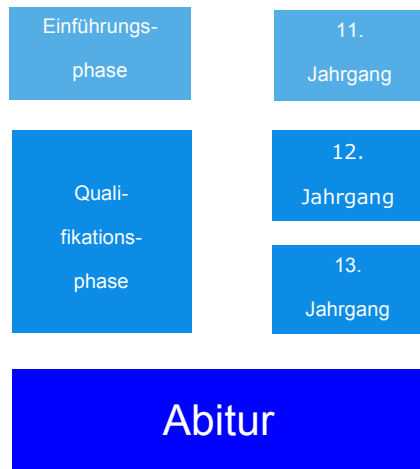 Einführungs-
phase
11.
Jahrgang
Quali-
fikations-
phase
12.
Jahrgang
13.
Jahrgang
Abitur